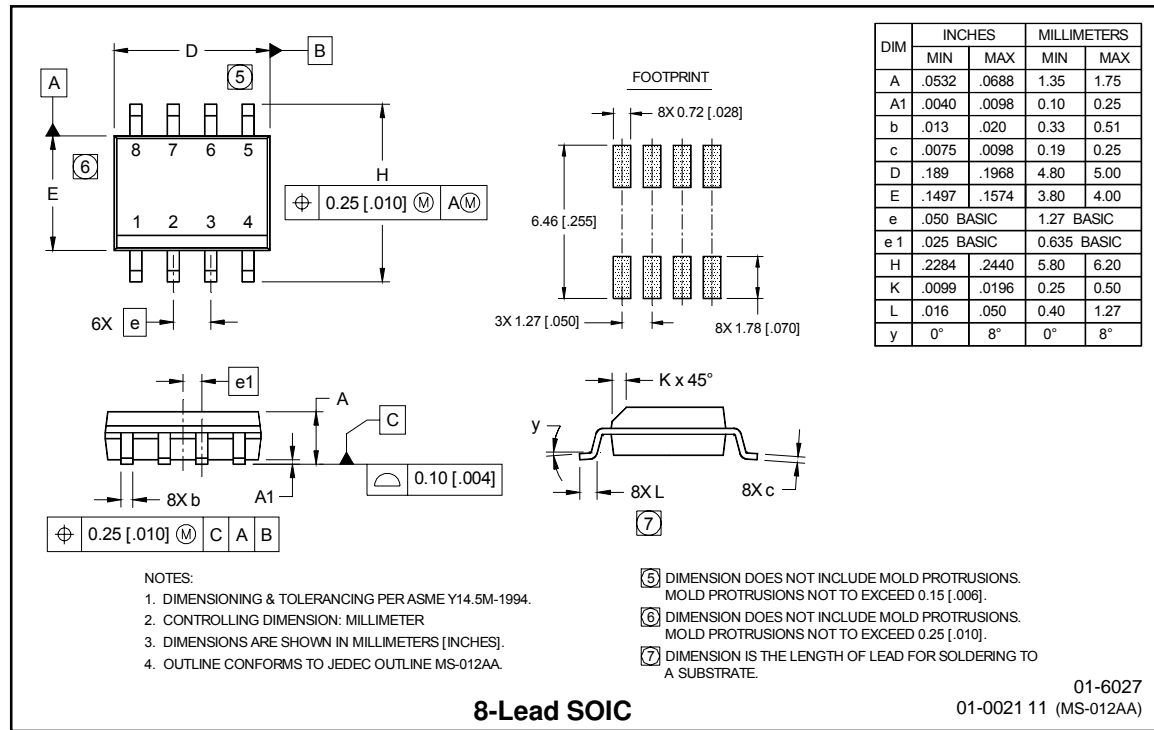 D
B
5
A
8 7 6 5
6
E
H
⌖ 0.25 [.010] Ⓜ A Ⓜ
1 2 3 4
6X e
FOOTPRINT
8X 0.72 [.028]
6.46 [.255]
3X 1.27 [.050]
8X 1.78 [.070]
DIM INCHES MILLIMETERS
MIN MAX MIN MAX
A .0532 .0688 1.35 1.75
A1 .0040 .0098 0.10 0.25
b .013 .020 0.33 0.51
c .0075 .0098 0.19 0.25
D .189 .1968 4.80 5.00
E .1497 .1574 3.80 4.00
e .050 BASIC 1.27 BASIC
e 1 .025 BASIC 0.635 BASIC
H .2284 .2440 5.80 6.20
K .0099 .0196 0.25 0.50
L .016 .050 0.40 1.27
y 0° 8° 0° 8°
e1
A
C
0.10 [.004]
8X b
A1
⌖ 0.25 [.010] Ⓜ C A B
K x 45°
y
8X L
8X c
7
NOTES:
1. DIMENSIONING & TOLERANCING PER ASME Y14.5M-1994.
2. CONTROLLING DIMENSION: MILLIMETER
3. DIMENSIONS ARE SHOWN IN MILLIMETERS [INCHES].
4. OUTLINE CONFORMS TO JEDEC OUTLINE MS-012AA.
5 DIMENSION DOES NOT INCLUDE MOLD PROTRUSIONS.
MOLD PROTRUSIONS NOT TO EXCEED 0.15 [.006].
6 DIMENSION DOES NOT INCLUDE MOLD PROTRUSIONS.
MOLD PROTRUSIONS NOT TO EXCEED 0.25 [.010].
7 DIMENSION IS THE LENGTH OF LEAD FOR SOLDERING TO
A SUBSTRATE.
8-Lead SOIC
01-6027
01-0021 11 (MS-012AA)